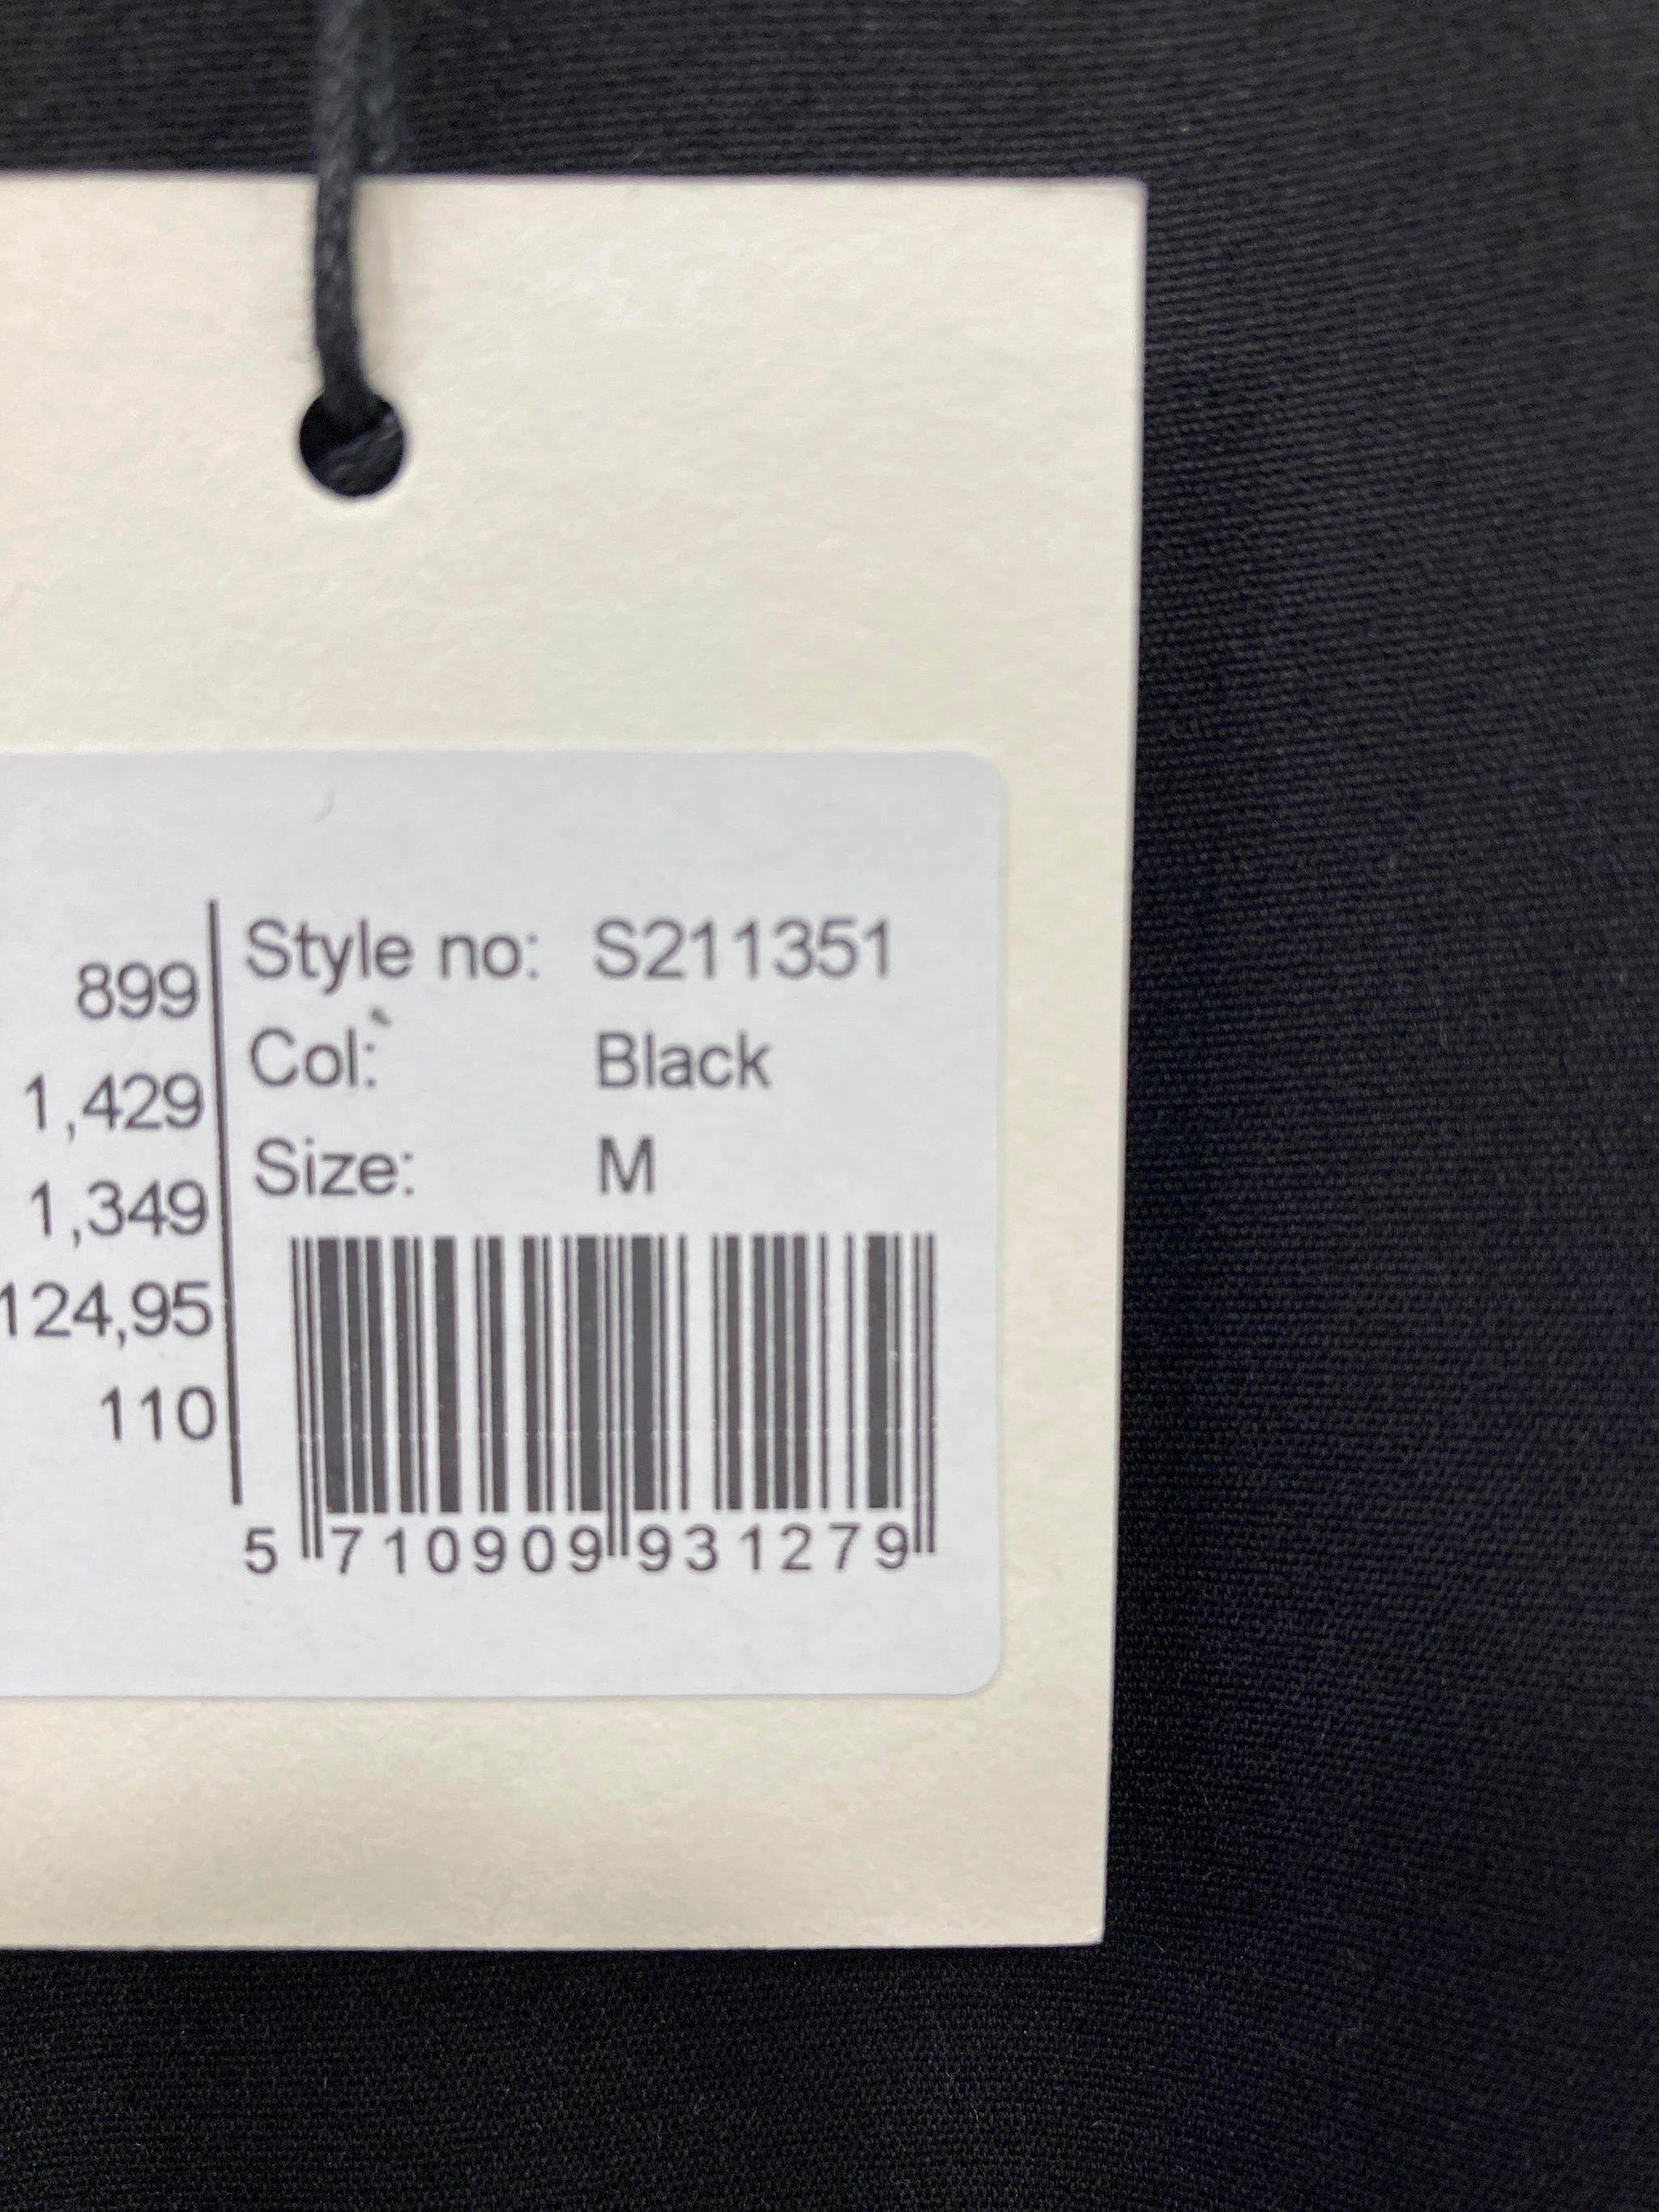 899
1,429
1,349
124,95
110
Style no: S211351
Col: Black
Size: M
5 710909 931279